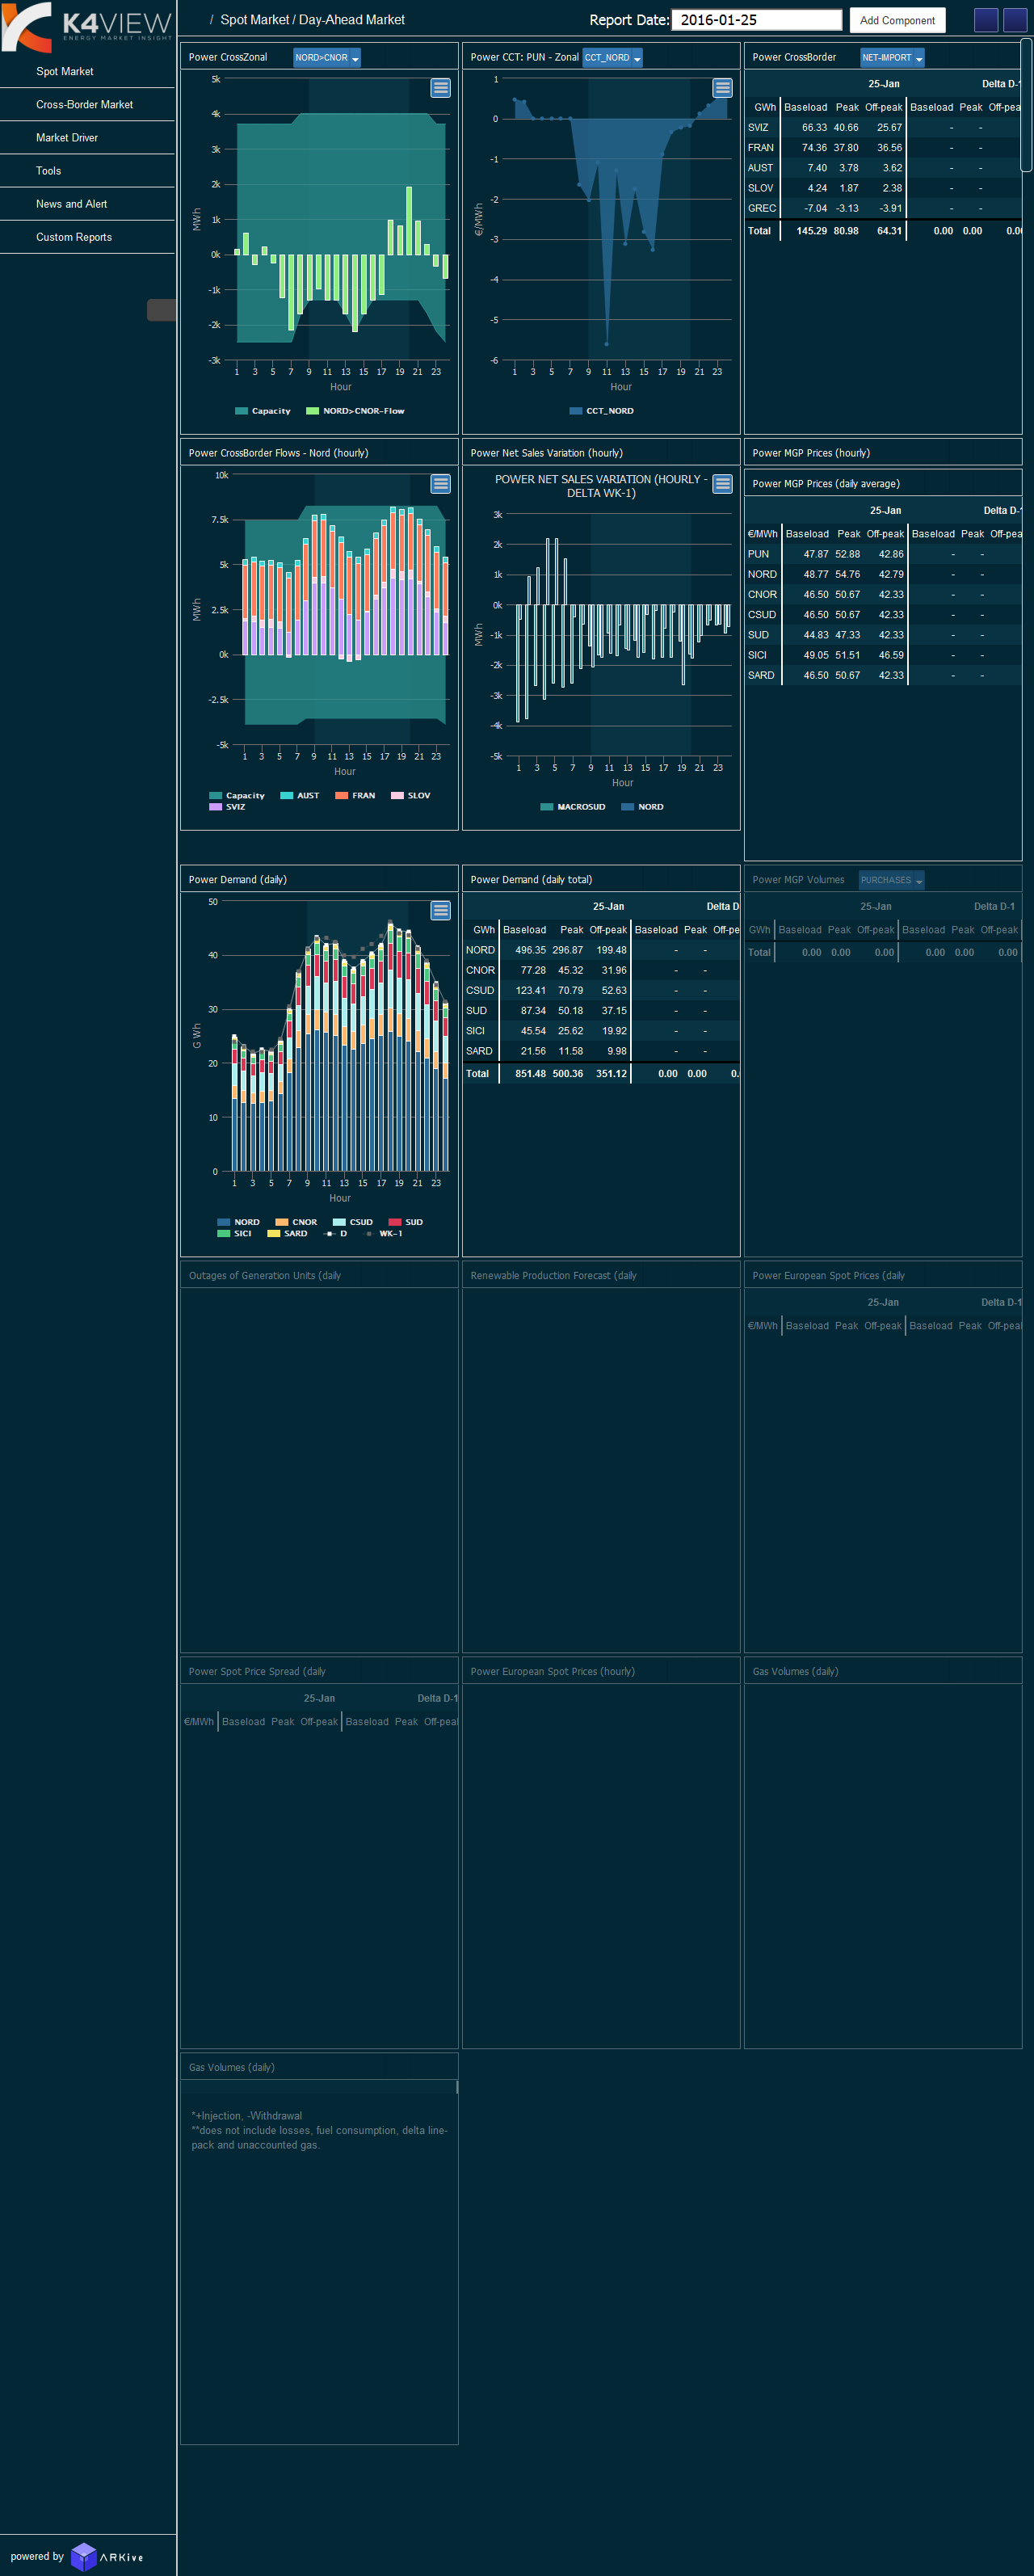 K4VIEW
ENERGY MARKET INSIGHT
/ Spot Market / Day-Ahead Market
Report Date: 2016-01-25
Add Component
Spot Market
Cross-Border Market
Market Driver
Tools
News and Alert
Custom Reports
Power CrossZonal NORD>CNOR
5k
4k
3k
2k
1k
0k
-1k
-2k
-3k
MWh
1 3 5 7 9 11 13 15 17 19 21 23
Hour
Capacity NORD>CNOR-Flow
Power CCT: PUN - Zonal CCT_NORD
1
0
-1
-2
-3
-4
-5
-6
€/MWh
1 3 5 7 9 11 13 15 17 19 21 23
Hour
CCT_NORD
Power CrossBorder NET-IMPORT
25-Jan Delta D-1
GWh Baseload Peak Off-peak Baseload Peak Off-pea
SVIZ 66.33 40.66 25.67 - -
FRAN 74.36 37.80 36.56 - -
AUST 7.40 3.78 3.62 - -
SLOV 4.24 1.87 2.38 - -
GREC -7.04 -3.13 -3.91 - -
Total 145.29 80.98 64.31 0.00 0.00 0.00
Power CrossBorder Flows - Nord (hourly)
10k
7.5k
5k
2.5k
0k
-2.5k
-5k
MWh
1 3 5 7 9 11 13 15 17 19 21 23
Hour
Capacity AUST FRAN SLOV
SVIZ
Power Net Sales Variation (hourly)
POWER NET SALES VARIATION (HOURLY -
DELTA WK-1)
3k
2k
1k
0k
-1k
-2k
-3k
-4k
-5k
MWh
1 3 5 7 9 11 13 15 17 19 21 23
Hour
MACROSUD NORD
Power MGP Prices (hourly)
Power MGP Prices (daily average)
25-Jan Delta D-1
€/MWh Baseload Peak Off-peak Baseload Peak Off-pea
PUN 47.87 52.88 42.86 - -
NORD 48.77 54.76 42.79 - -
CNOR 46.50 50.67 42.33 - -
CSUD 46.50 50.67 42.33 - -
SUD 44.83 47.33 42.33 - -
SICI 49.05 51.51 46.59 - -
SARD 46.50 50.67 42.33 - -
Power Demand (daily)
50
40
30
20
10
0
G Wh
1 3 5 7 9 11 13 15 17 19 21 23
Hour
NORD CNOR CSUD SUD
SICI SARD D WK-1
Power Demand (daily total)
25-Jan Delta D-
GWh Baseload Peak Off-peak Baseload Peak Off-pe
NORD 496.35 296.87 199.48 - -
CNOR 77.28 45.32 31.96 - -
CSUD 123.41 70.79 52.63 - -
SUD 87.34 50.18 37.15 - -
SICI 45.54 25.62 19.92 - -
SARD 21.56 11.58 9.98 - -
Total 851.48 500.36 351.12 0.00 0.00 0.
Power MGP Volumes PURCHASES
25-Jan Delta D-1
GWh Baseload Peak Off-peak Baseload Peak Off-peak
Total 0.00 0.00 0.00 0.00 0.00 0.00
Outages of Generation Units (daily
Renewable Production Forecast (daily
Power European Spot Prices (daily
25-Jan Delta D-1
€/MWh Baseload Peak Off-peak Baseload Peak Off-peal
Power Spot Price Spread (daily
25-Jan Delta D-1
€/MWh Baseload Peak Off-peak Baseload Peak Off-peal
Power European Spot Prices (hourly)
Gas Volumes (daily)
Gas Volumes (daily)
*+Injection, -Withdrawal
**does not include losses, fuel consumption, delta line-
pack and unaccounted gas.
powered by ARKive